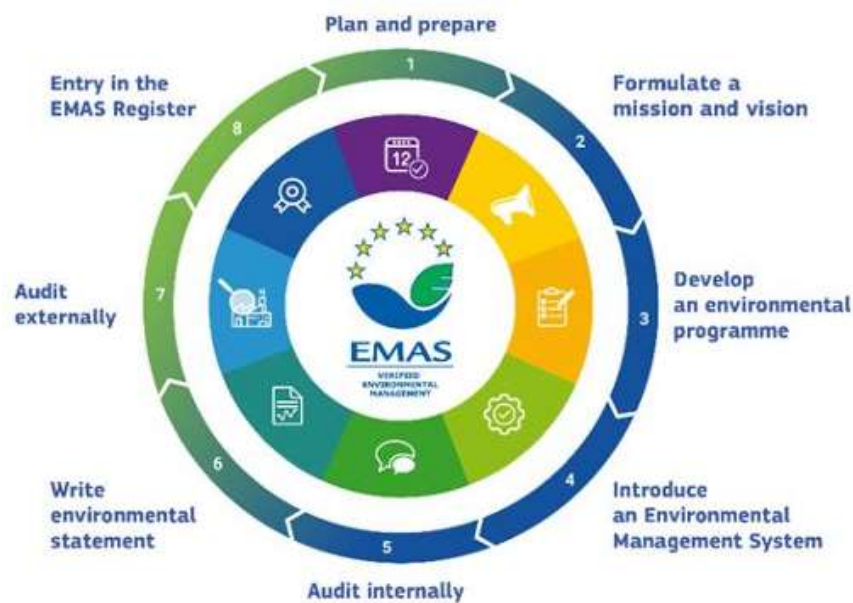 Plan and prepare
1
Formulate a
mission and vision
2
Develop
an environmental
programme
3
Introduce
an Environmental
Management System
4
Audit internally
5
Write
environmental
statement
6
Audit
externally
7
Entry in the
EMAS Register
8
12
EMAS
VERIFIED
ENVIRONMENTAL
MANAGEMENT